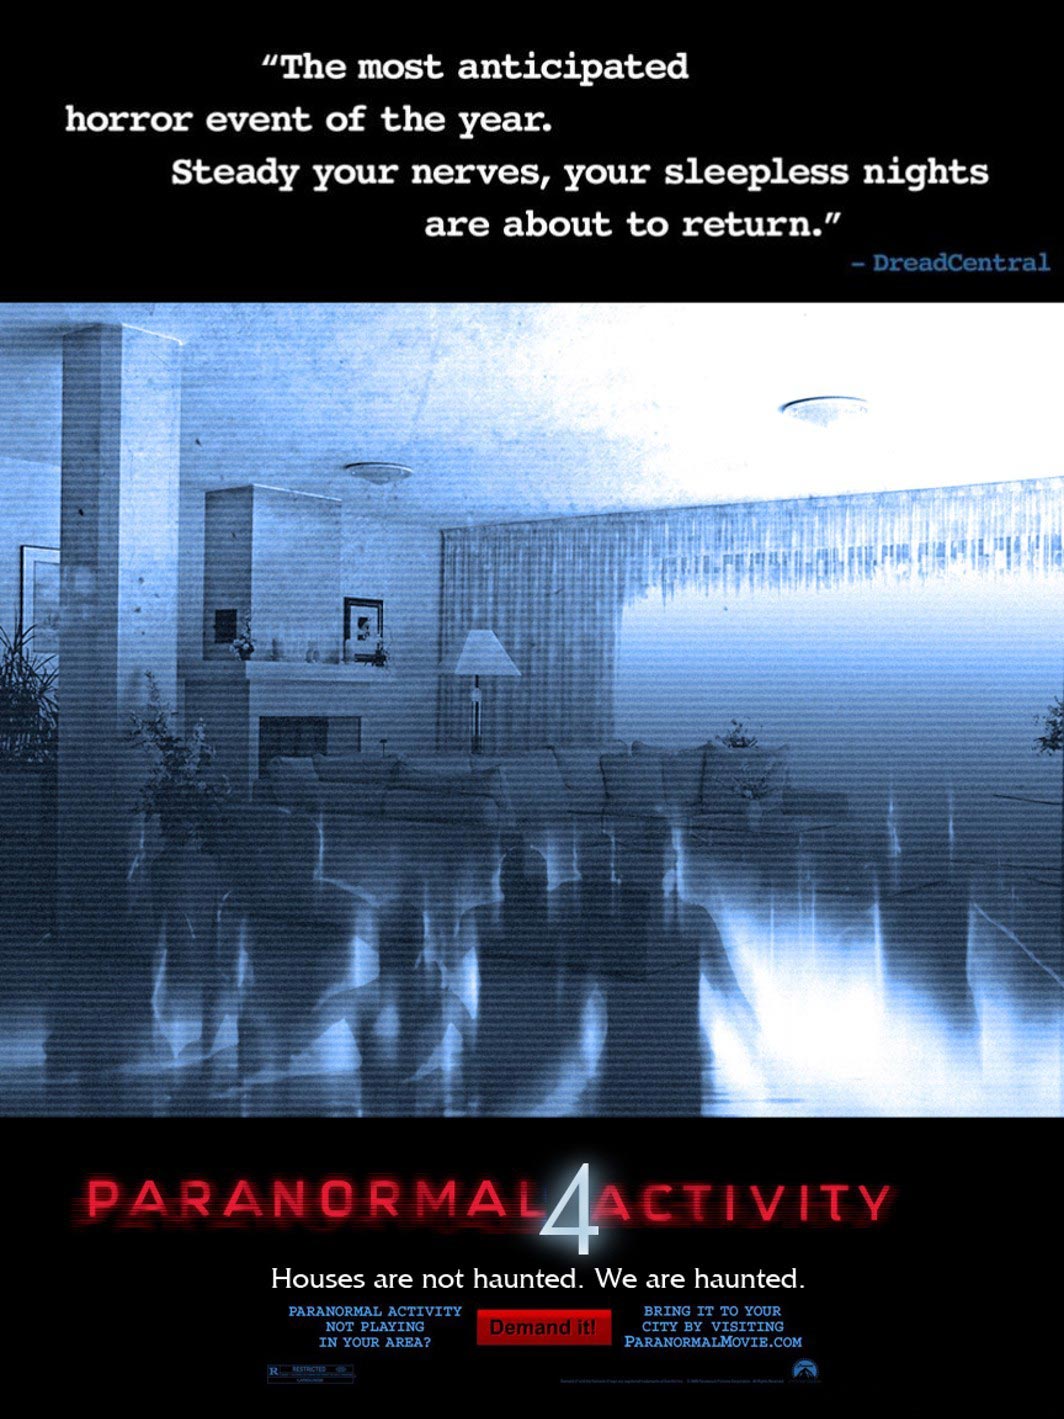 “The most anticipated
horror event of the year.
Steady your nerves, your sleepless nights
are about to return.”
– DreadCentral
PARANORMAL 4 ACTIVITY
Houses are not haunted. We are haunted.
PARANORMAL ACTIVITY
NOT PLAYING
IN YOUR AREA?
Demand it!
BRING IT TO YOUR
CITY BY VISITING
PARANORMALMOVIE.COM
R RESTRICTED